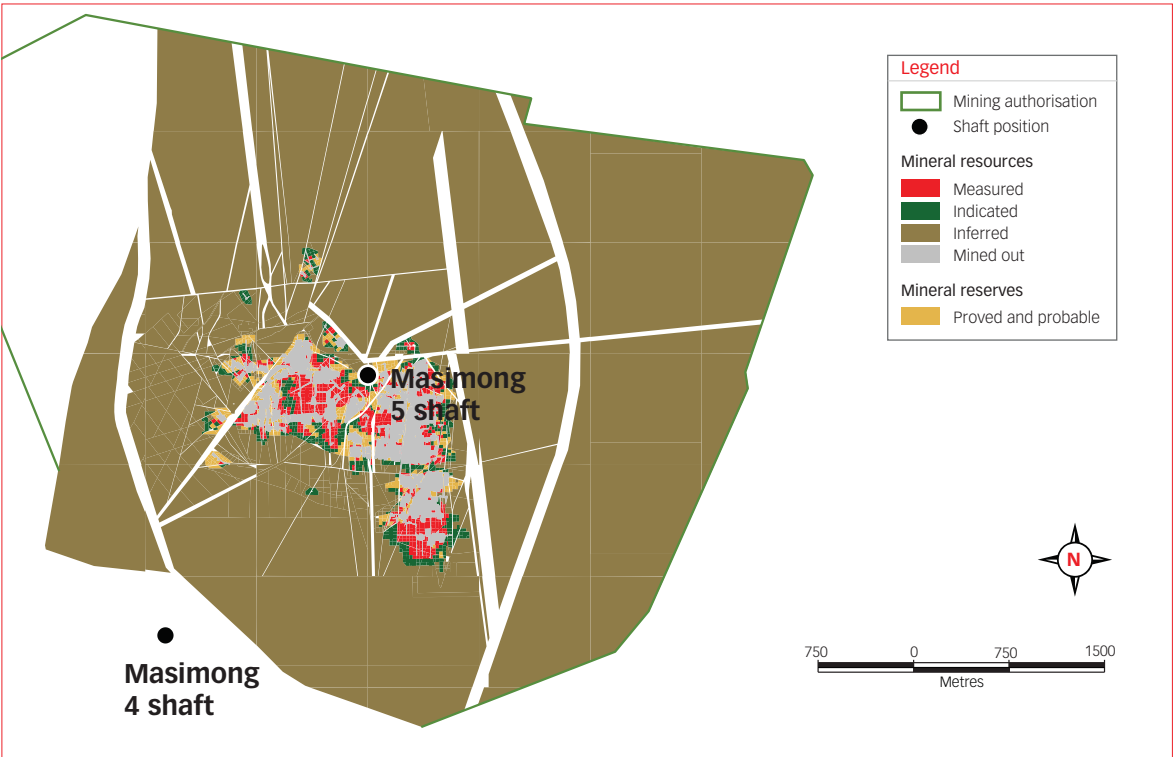 Legend
Mining authorisation
Shaft position
Mineral resources
Measured
Indicated
Inferred
Mined out
Mineral reserves
Proved and probable
Masimong
5 shaft
Masimong
4 shaft
N
750 0 750 1500
Metres